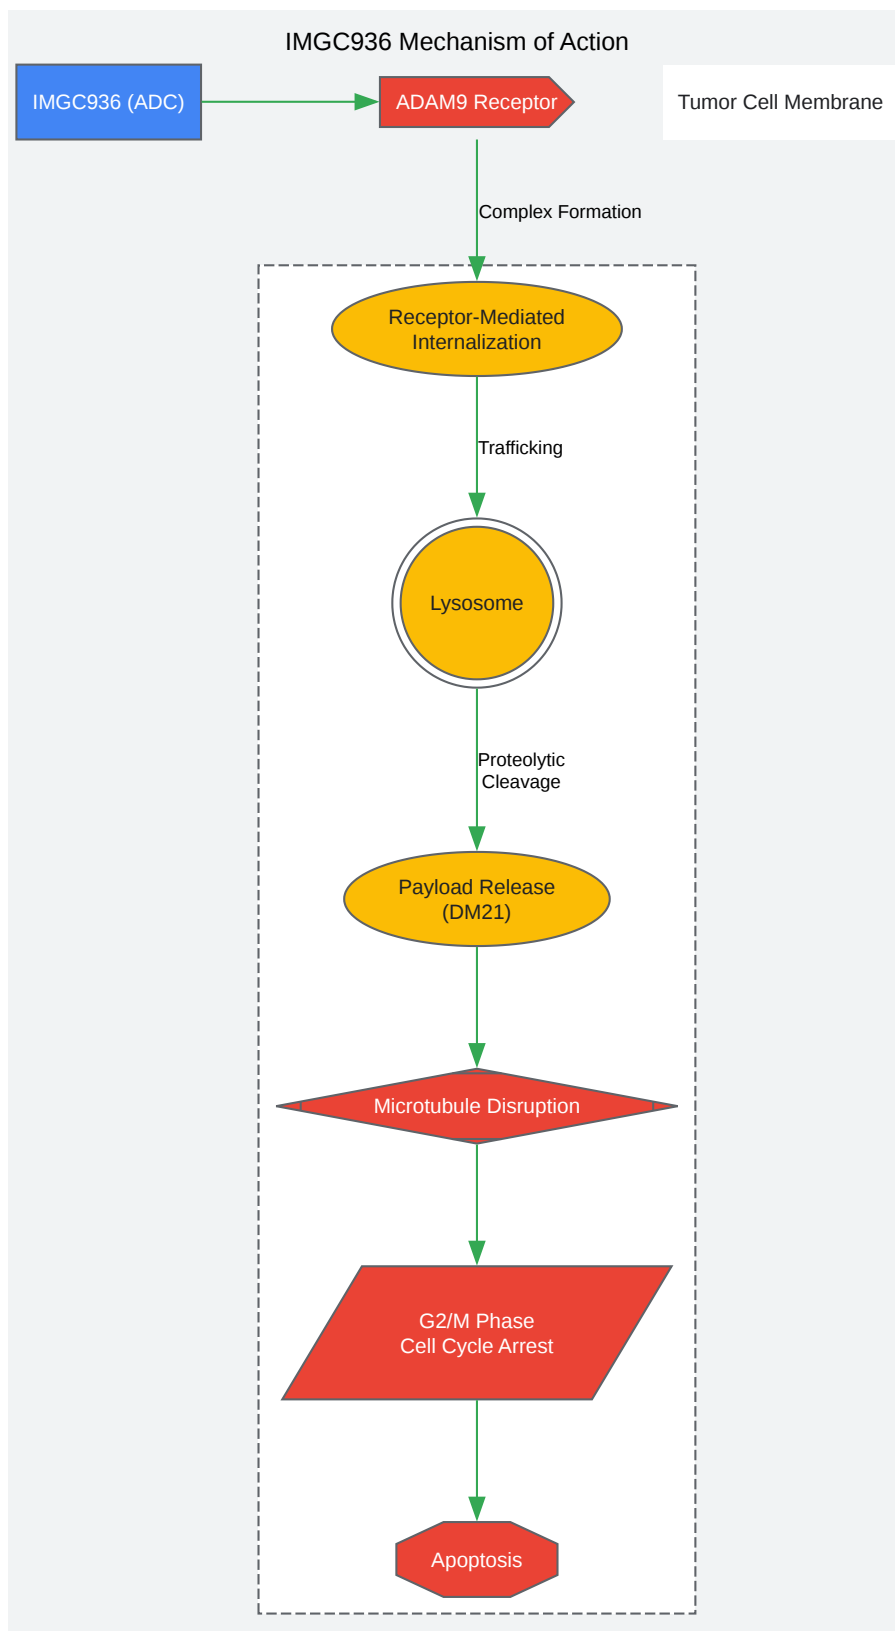 IMGC936 Mechanism of Action
IMGC936 (ADC)
ADAM9 Receptor
Tumor Cell Membrane
Complex Formation
Receptor-Mediated
Internalization
Trafficking
Lysosome
Proteolytic
Cleavage
Payload Release
(DM21)
Microtubule Disruption
G2/M Phase
Cell Cycle Arrest
Apoptosis